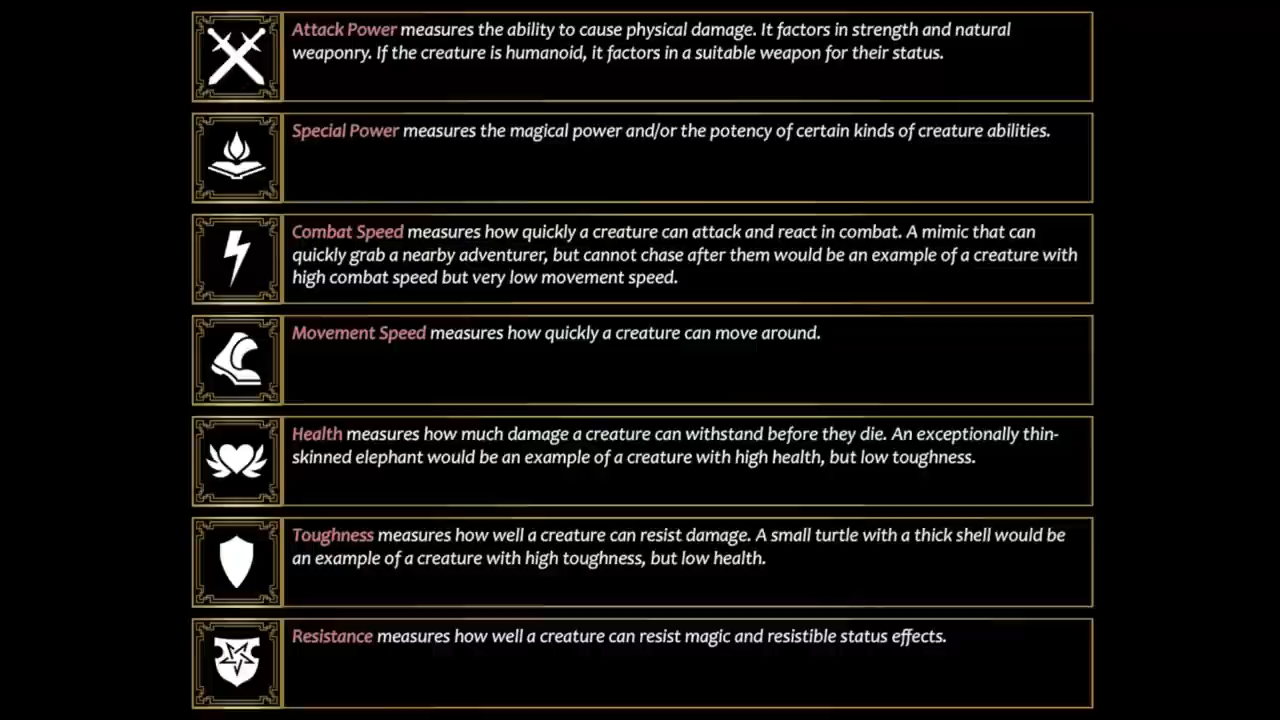 Attack Power measures the ability to cause physical damage. It factors in strength and natural
weaponry. If the creature is humanoid, it factors in a suitable weapon for their status.
Special Power measures the magical power and/or the potency of certain kinds of creature abilities.
Combat Speed measures how quickly a creature can attack and react in combat. A mimic that can
quickly grab a nearby adventurer, but cannot chase after them would be an example of a creature with
high combat speed but very low movement speed.
Movement Speed measures how quickly a creature can move around.
Health measures how much damage a creature can withstand before they die. An exceptionally thin-
skinned elephant would be an example of a creature with high health, but low toughness.
Toughness measures how well a creature can resist damage. A small turtle with a thick shell would be
an example of a creature with high toughness, but low health.
Resistance measures how well a creature can resist magic and resistible status effects.